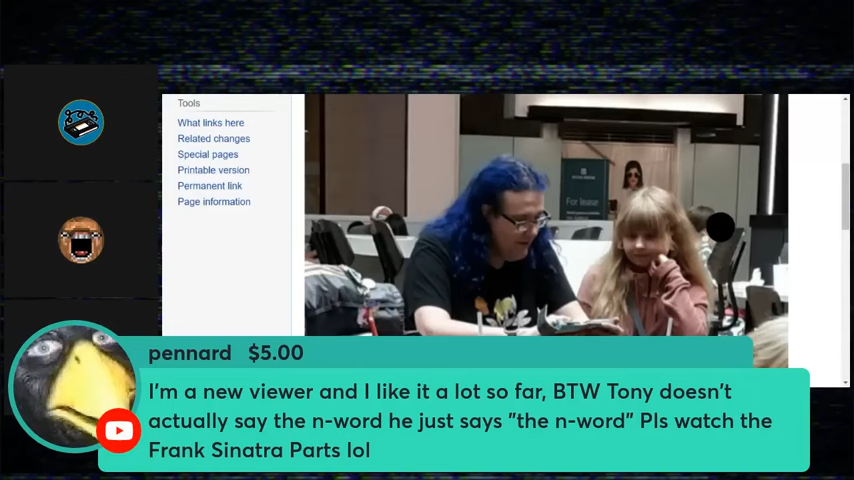 Tools
What links here
Related changes
Special pages
Printable version
Permanent link
Page information
For lease
pennard $5.00
I'm a new viewer and I like it a lot so far, BTW Tony doesn't
actually say the n-word he just says "the n-word" Pls watch the
Frank Sinatra Parts lol